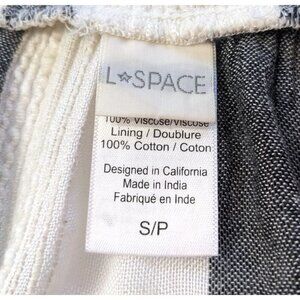 L☆SPACE
100% Viscose/Viscose
Lining / Doublure
100% Cotton / Coton
Designed in California
Made in India
Fabriqué en Inde
S/P